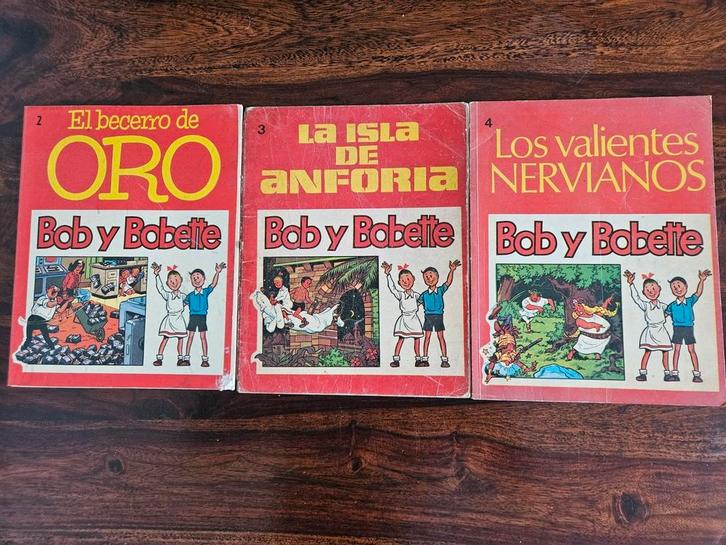 2
El becerro de
ORO
Bob y Bobette
3
LA ISLA
DE
ANFORIA
Bob y Bobette
4
Los valientes
NERVIANOS
Bob y Bobette